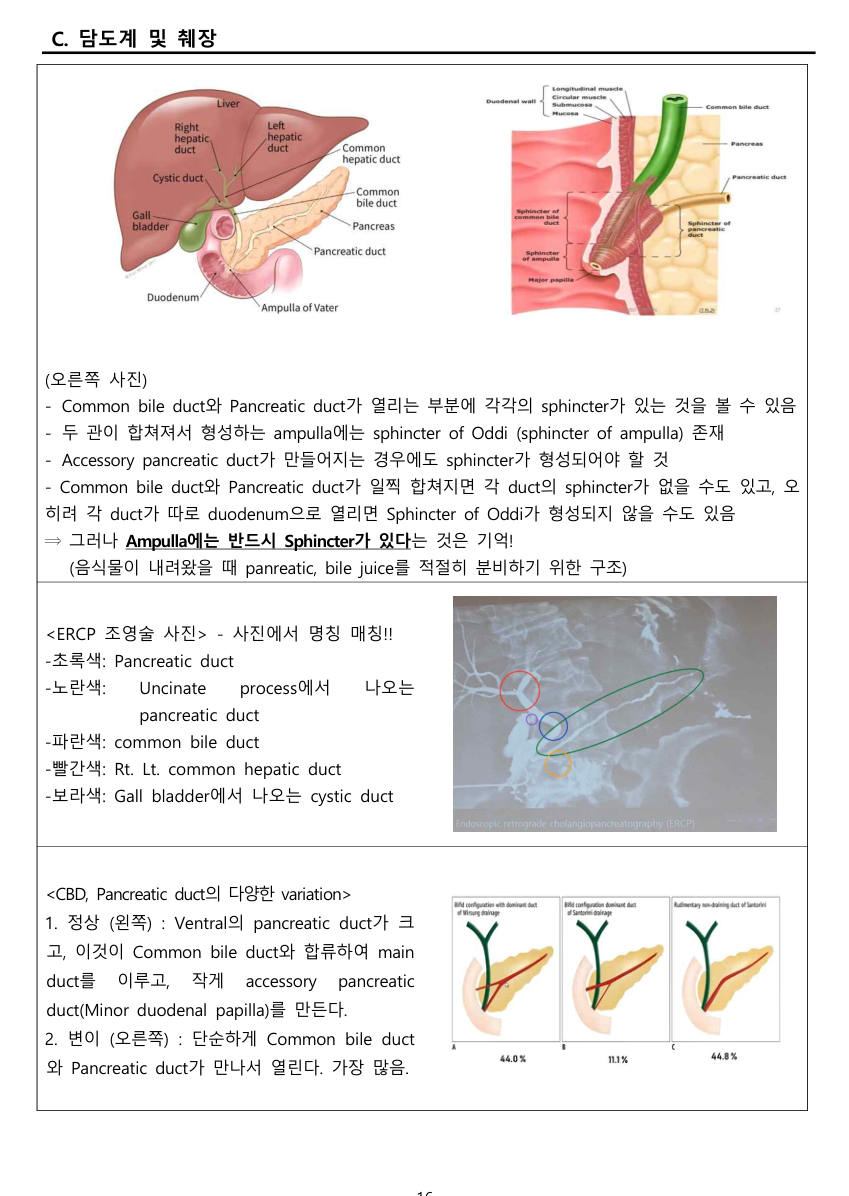 C. 담도계 및 췌장
Liver
Right
hepatic
duct
Left
hepatic
duct
Common
hepatic duct
Cystic duct
Common
bile duct
Gall
bladder
Pancreas
Pancreatic duct
Duodenum
Ampulla of Vater
Duodenal wall
Longitudinal muscle
Circular muscle
Submucosa
Mucosa
Common bile duct
Pancreas
Pancreatic duct
Sphincter of
common bile
duct
Sphincter of
pancreatic
duct
Sphincter
of ampulla
Major papilla
(오른쪽 사진)
- Common bile duct와 Pancreatic duct가 열리는 부분에 각각의 sphincter가 있는 것을 볼 수 있음
- 두 관이 합쳐져서 형성하는 ampulla에는 sphincter of Oddi (sphincter of ampulla) 존재
- Accessory pancreatic duct가 만들어지는 경우에도 sphincter가 형성되어야 할 것
- Common bile duct와 Pancreatic duct가 일찍 합쳐지면 각 duct의 sphincter가 없을 수도 있고, 오
히려 각 duct가 따로 duodenum으로 열리면 Sphincter of Oddi가 형성되지 않을 수도 있음
⇒ 그러나 Ampulla에는 반드시 Sphincter가 있다는 것은 기억!
(음식물이 내려왔을 때 panreatic, bile juice를 적절히 분비하기 위한 구조)
<ERCP 조영술 사진> - 사진에서 명칭 매칭!!
-초록색: Pancreatic duct
-노란색: Uncinate process에서 나오는
pancreatic duct
-파란색: common bile duct
-빨간색: Rt. Lt. common hepatic duct
-보라색: Gall bladder에서 나오는 cystic duct
Endoscopic retrograde cholangiopancreatography (ERCP)
<CBD, Pancreatic duct의 다양한 variation>
1. 정상 (왼쪽) : Ventral의 pancreatic duct가 크
고, 이것이 Common bile duct와 합류하여 main
duct를 이루고, 작게 accessory pancreatic
duct(Minor duodenal papilla)를 만든다.
2. 변이 (오른쪽) : 단순하게 Common bile duct
와 Pancreatic duct가 만나서 열린다. 가장 많음.
Bifid configuration with dominant duct
of Wirsung drainage
Bifid configuration dominant duct
of Santorini drainage
Rudimentary non-draining duct of Santorini
A
B
C
44.0 %
11.1 %
44.8 %
16